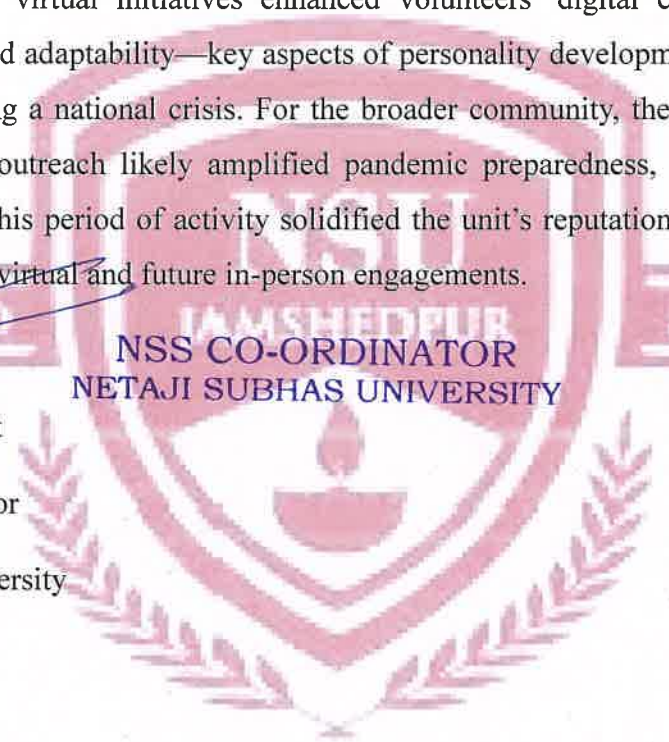 virtual initiatives enhanced volunteers' digital c
d adaptability—key aspects of personality developm
g a national crisis. For the broader community, the
outreach likely amplified pandemic preparedness,
his period of activity solidified the unit's reputation
virtual and future in-person engagements.
NSU
JAMSHEDPUR
NSS CO-ORDINATOR
NETAJI SUBHAS UNIVERSITY
or
ersity